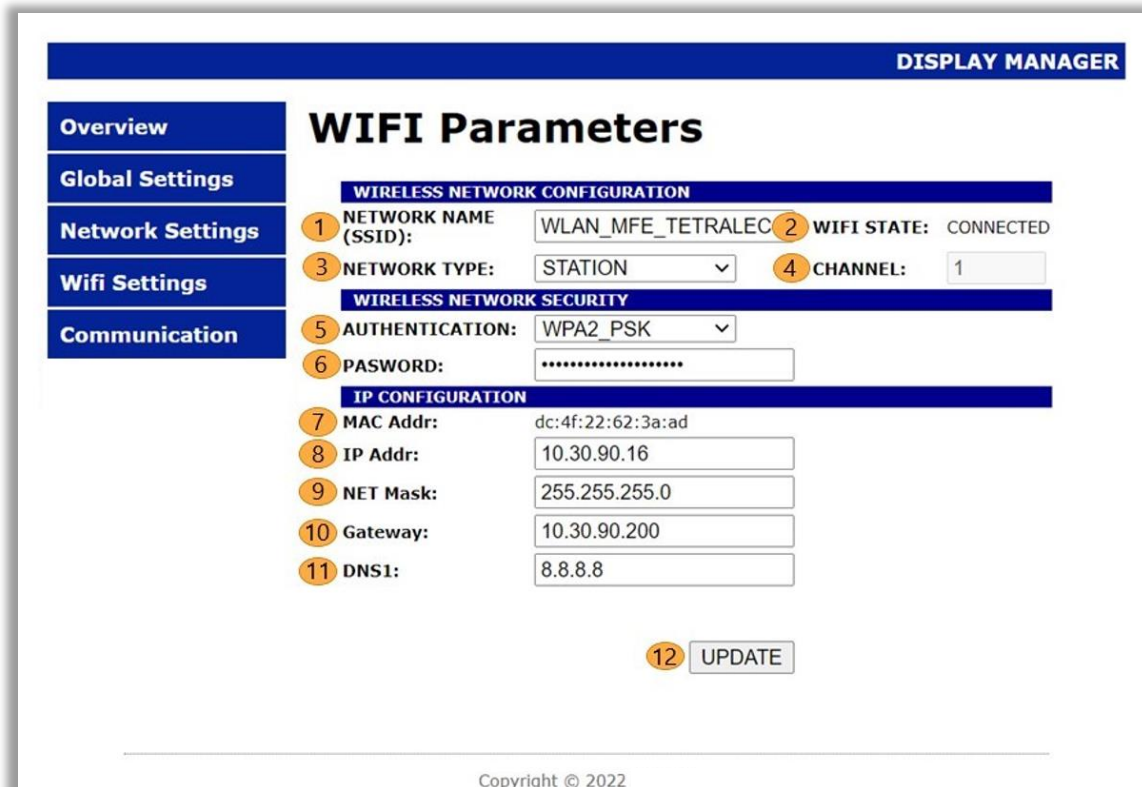 DISPLAY MANAGER
Overview
Global Settings
Network Settings
Wifi Settings
Communication
WIFI Parameters
WIRELESS NETWORK CONFIGURATION
1 NETWORK NAME (SSID): WLAN_MFE_TETRALEC 2 WIFI STATE: CONNECTED
3 NETWORK TYPE: STATION 4 CHANNEL: 1
WIRELESS NETWORK SECURITY
5 AUTHENTICATION: WPA2_PSK
6 PASWORD: ••••••••••••••••••••
IP CONFIGURATION
7 MAC Addr: dc:4f:22:62:3a:ad
8 IP Addr: 10.30.90.16
9 NET Mask: 255.255.255.0
10 Gateway: 10.30.90.200
11 DNS1: 8.8.8.8
12 UPDATE
Copyright © 2022